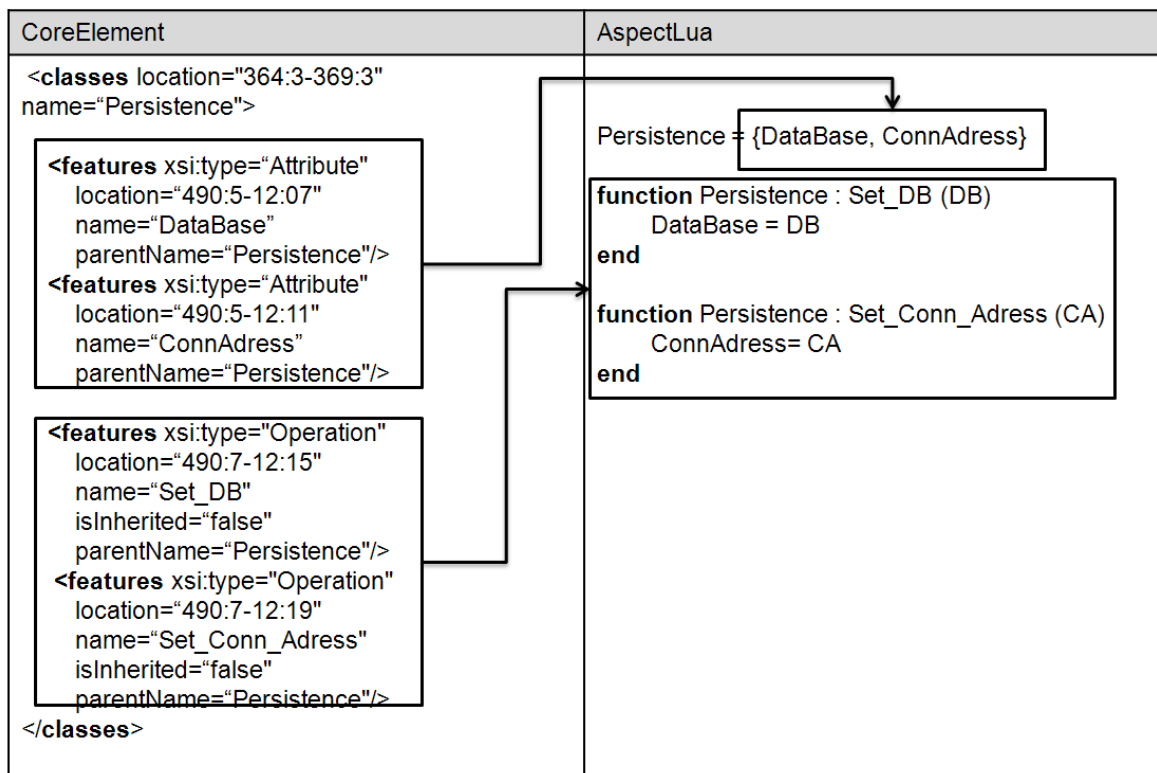 CoreElement
<classes location="364:3-369:3"
name=“Persistence">
<features xsi:type=“Attribute"
location=“490:5-12:07"
name=“DataBase”
parentName=“Persistence"/>
<features xsi:type=“Attribute"
location=“490:5-12:11"
name=“ConnAdress”
parentName=“Persistence"/>
<features xsi:type="Operation"
location=“490:7-12:15"
name=“Set_DB"
isInherited=“false"
parentName=“Persistence"/>
<features xsi:type="Operation"
location=“490:7-12:19"
name=“Set_Conn_Adress"
isInherited=“false"
parentName=“Persistence"/>
</classes>
AspectLua
Persistence = {DataBase, ConnAdress}
function Persistence : Set_DB (DB)
DataBase = DB
end
function Persistence : Set_Conn_Adress (CA)
ConnAdress= CA
end